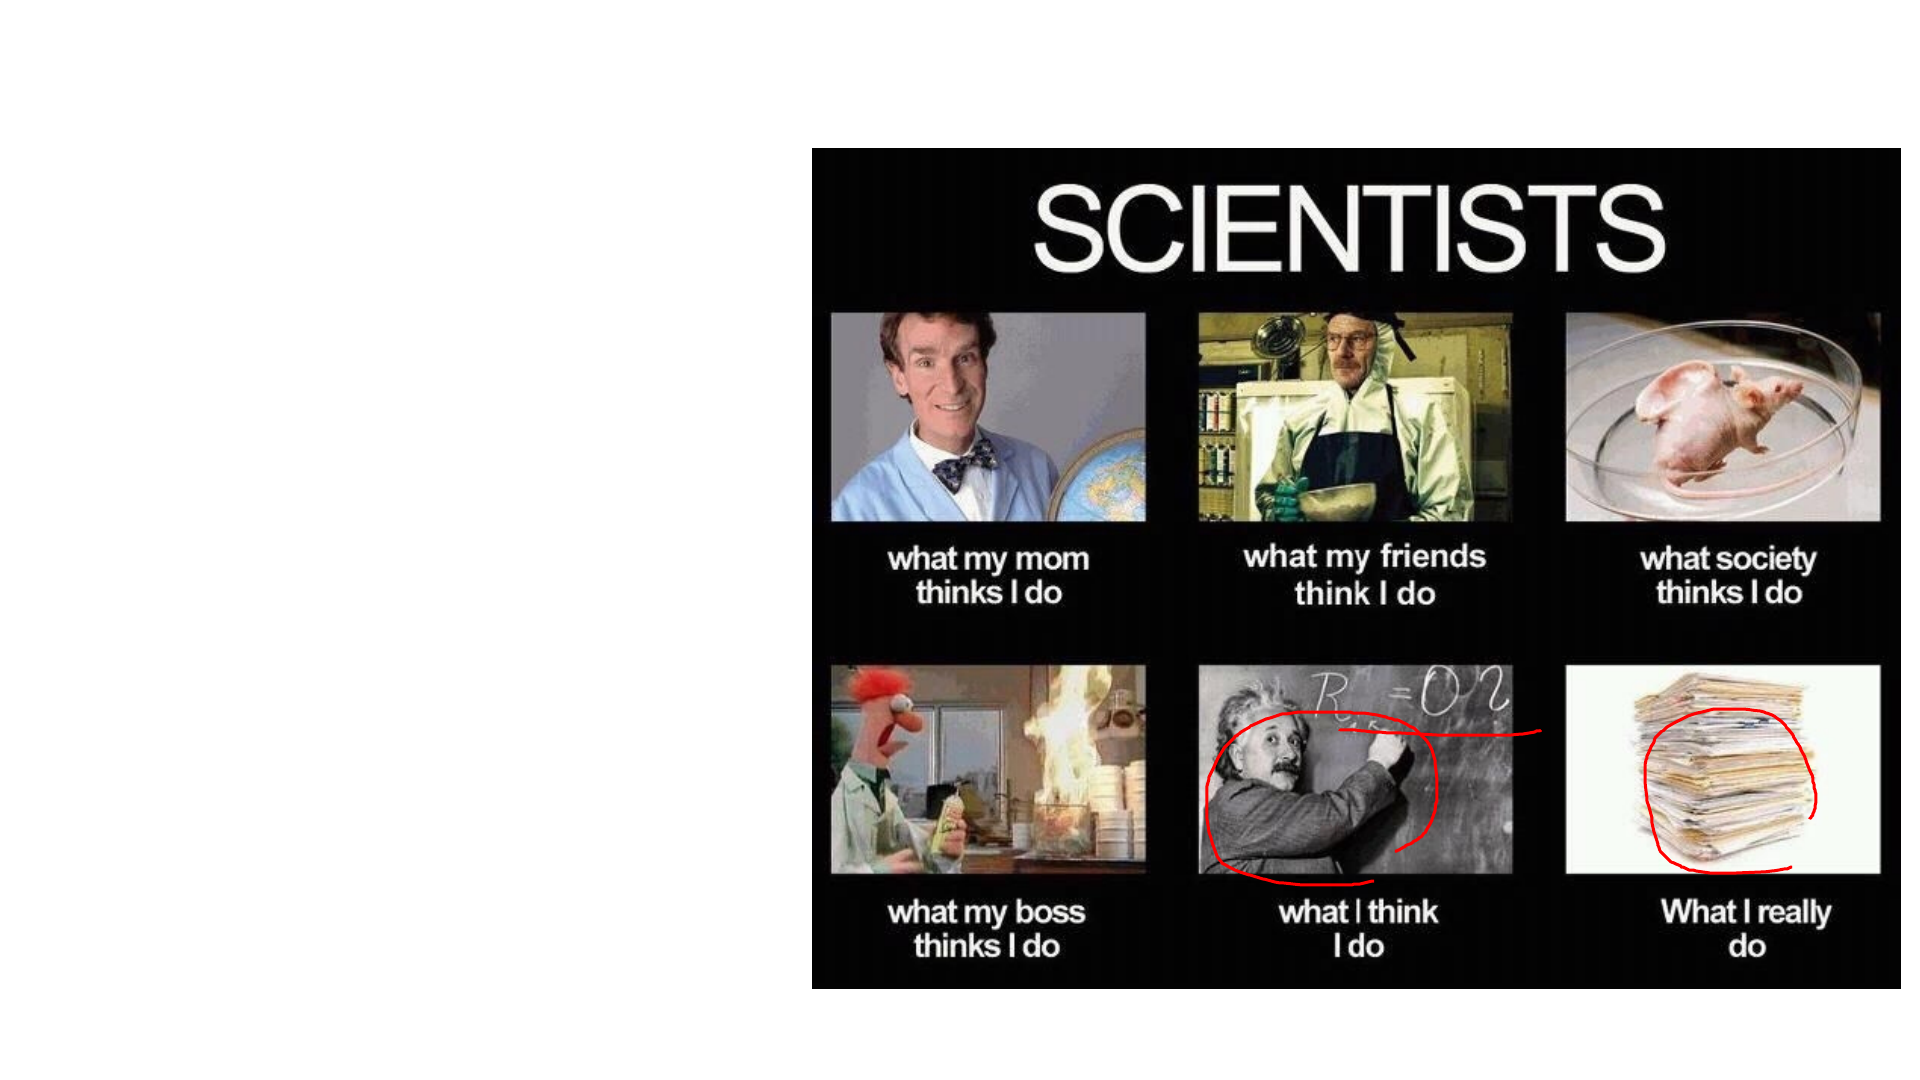 SCIENTISTS
what my mom
thinks I do
what my friends
think I do
what society
thinks I do
R = 0
what my boss
thinks I do
what I think
I do
What I really
do